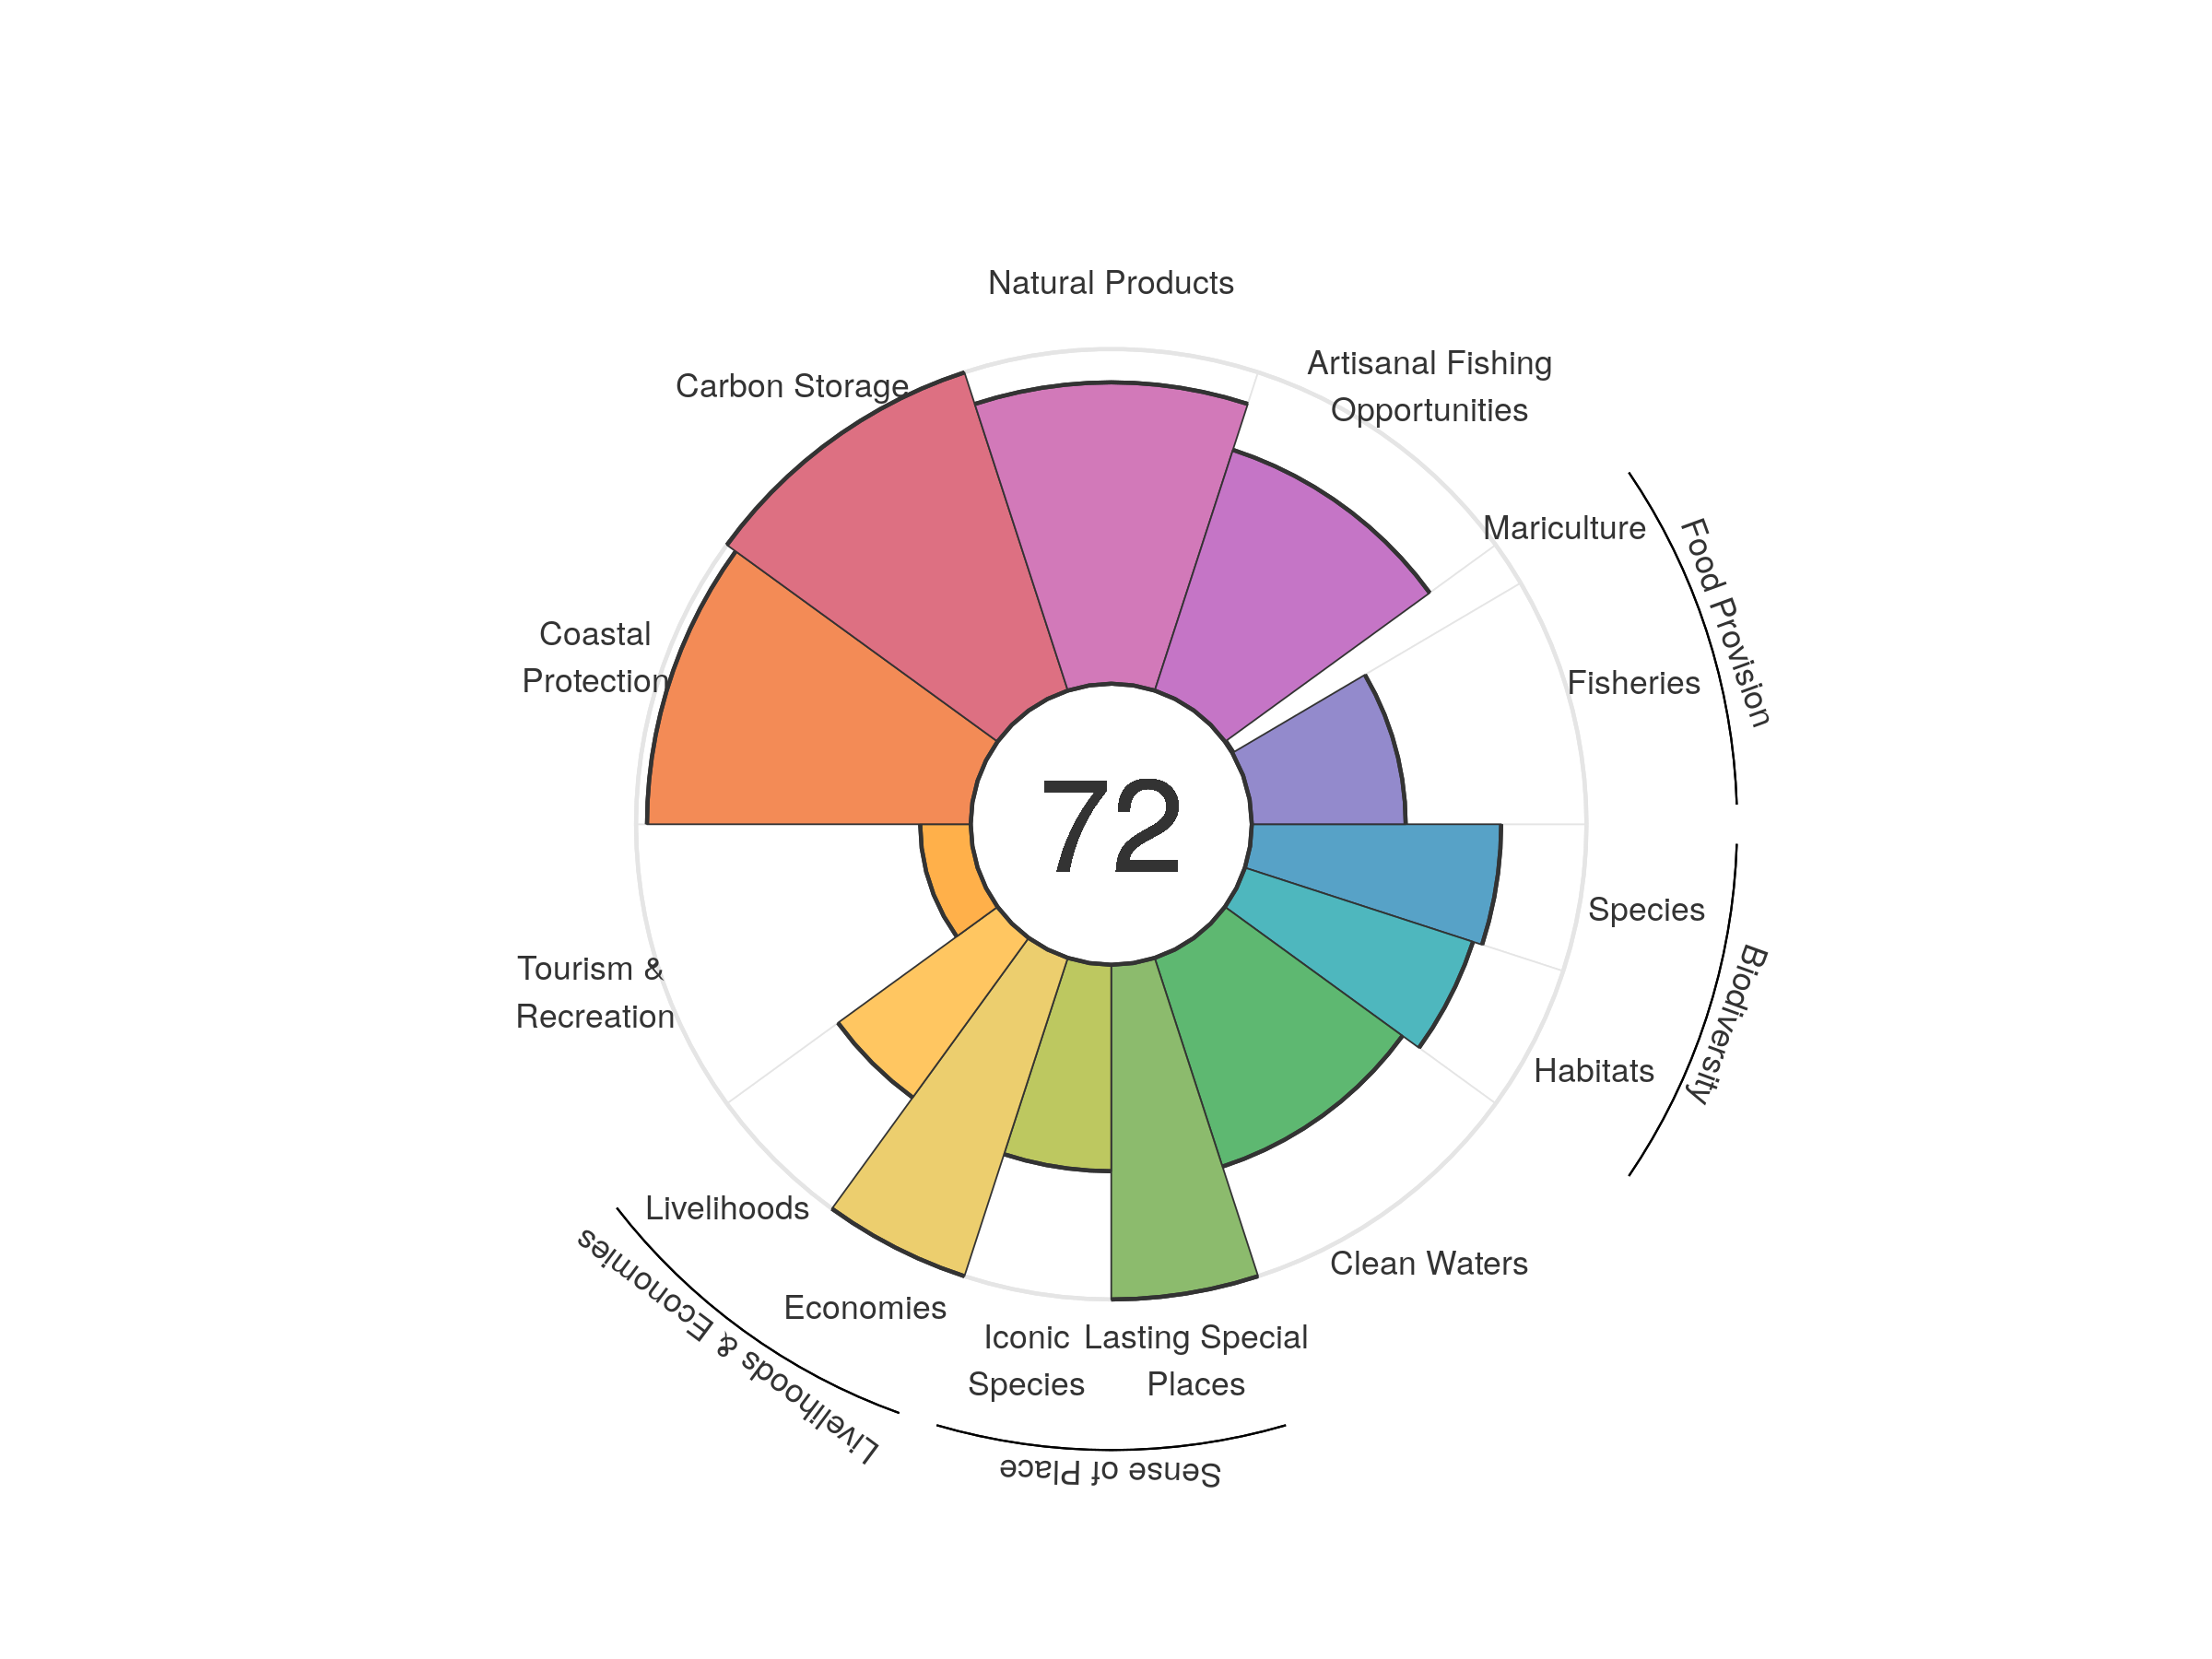 Natural Products
Artisanal Fishing
Opportunities
Carbon Storage
Mariculture
Food Provision
Coastal
Protection
Fisheries
72
Species
Biodiversity
Tourism &
Recreation
Habitats
Livelihoods
Clean Waters
Livelihoods & Economies
Economies
Iconic
Species
Lasting Special
Places
Sense of Place